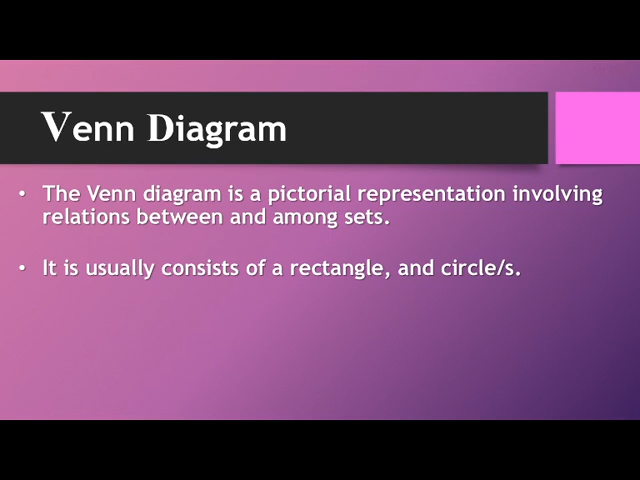 Venn Diagram
• The Venn diagram is a pictorial representation involving
relations between and among sets.
• It is usually consists of a rectangle, and circle/s.